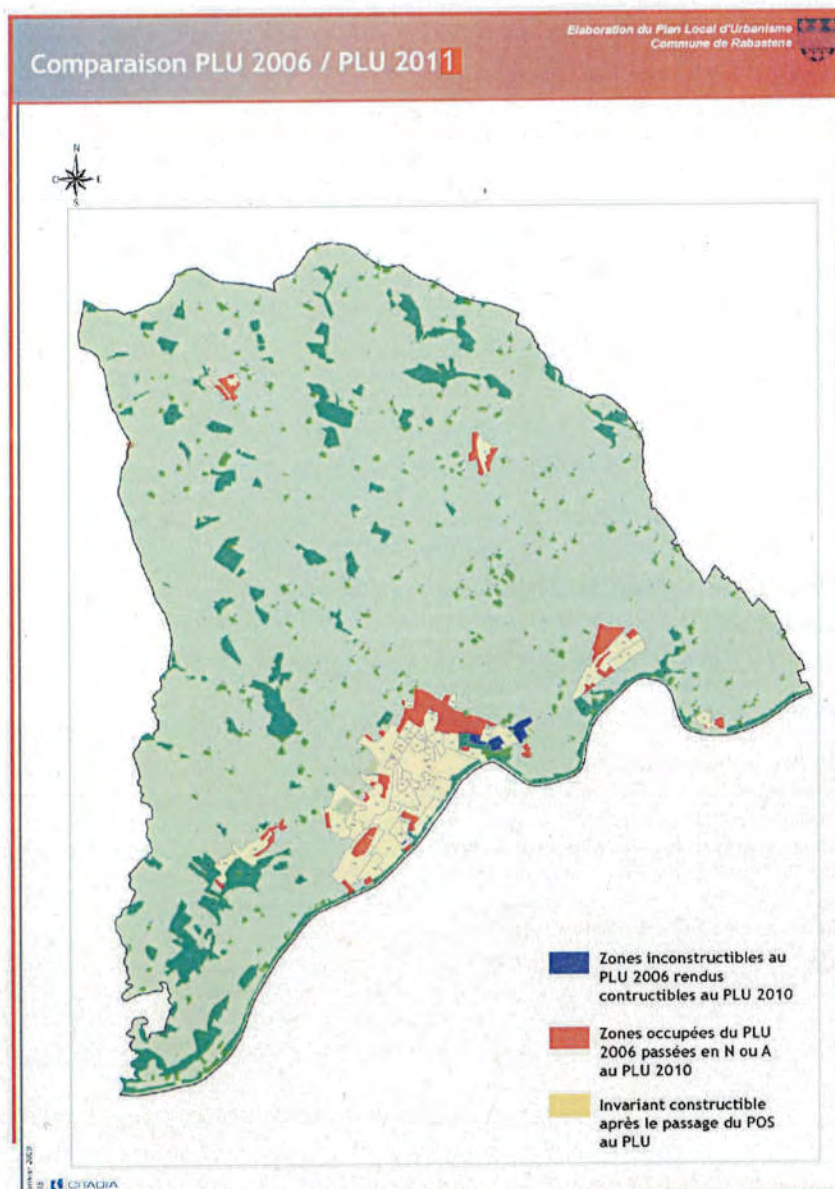 Elaboration du Plan Local d'Urbanisme
Commune de Rabastens
Comparaison PLU 2006 / PLU 2011
N
O
E
S
Zones inconstructibles au
PLU 2006 rendus
contructibles au PLU 2010
Zones occupées du PLU
2006 passées en N ou A
au PLU 2010
Invariant constructible
après le passage du POS
au PLU
CITADIA